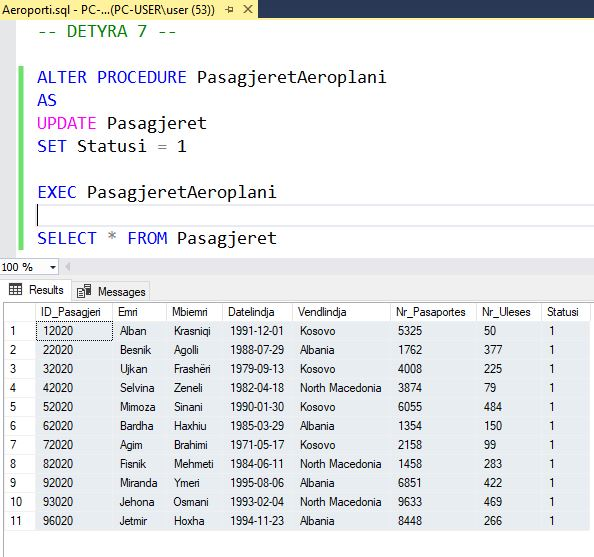 Aeroporti.sql - PC-...(PC-USER\user (53))
-- DETYRA 7 --
ALTER PROCEDURE PasagjeretAeroplani
AS
UPDATE Pasagjeret
SET Statusi = 1
EXEC PasagjeretAeroplani
SELECT * FROM Pasagjeret
100 %
Results Messages
ID_Pasagjeri Emri Mbiemri Datelindja Vendlindja Nr_Pasaportes Nr_Uleses Statusi
1 12020 Alban Krasniqi 1991-12-01 Kosovo 5325 50 1
2 22020 Besnik Agolli 1988-07-29 Albania 1762 377 1
3 32020 Ujkan Frashëri 1979-09-13 Kosovo 4008 225 1
4 42020 Selvina Zeneli 1982-04-18 North Macedonia 3874 79 1
5 52020 Mimoza Sinani 1990-01-30 Kosovo 6055 484 1
6 62020 Bardha Haxhiu 1985-03-29 Albania 1354 150 1
7 72020 Agim Brahimi 1971-05-17 Kosovo 2158 99 1
8 82020 Fisnik Mehmeti 1984-06-11 North Macedonia 1458 283 1
9 92020 Miranda Ymeri 1995-08-06 Albania 6851 422 1
10 93020 Jehona Osmani 1993-02-04 North Macedonia 9633 469 1
11 96020 Jetmir Hoxha 1994-11-23 Albania 8448 266 1